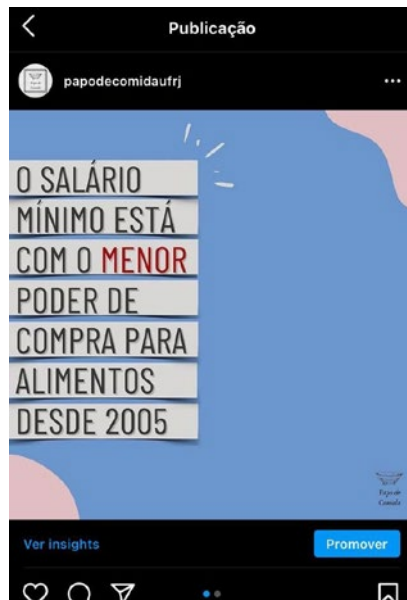 Publicação
papodecomidaufrj
O SALÁRIO
MÍNIMO ESTÁ
COM O MENOR
PODER DE
COMPRA PARA
ALIMENTOS
DESDE 2005
Papo de
Comida
Ver insights
Promover